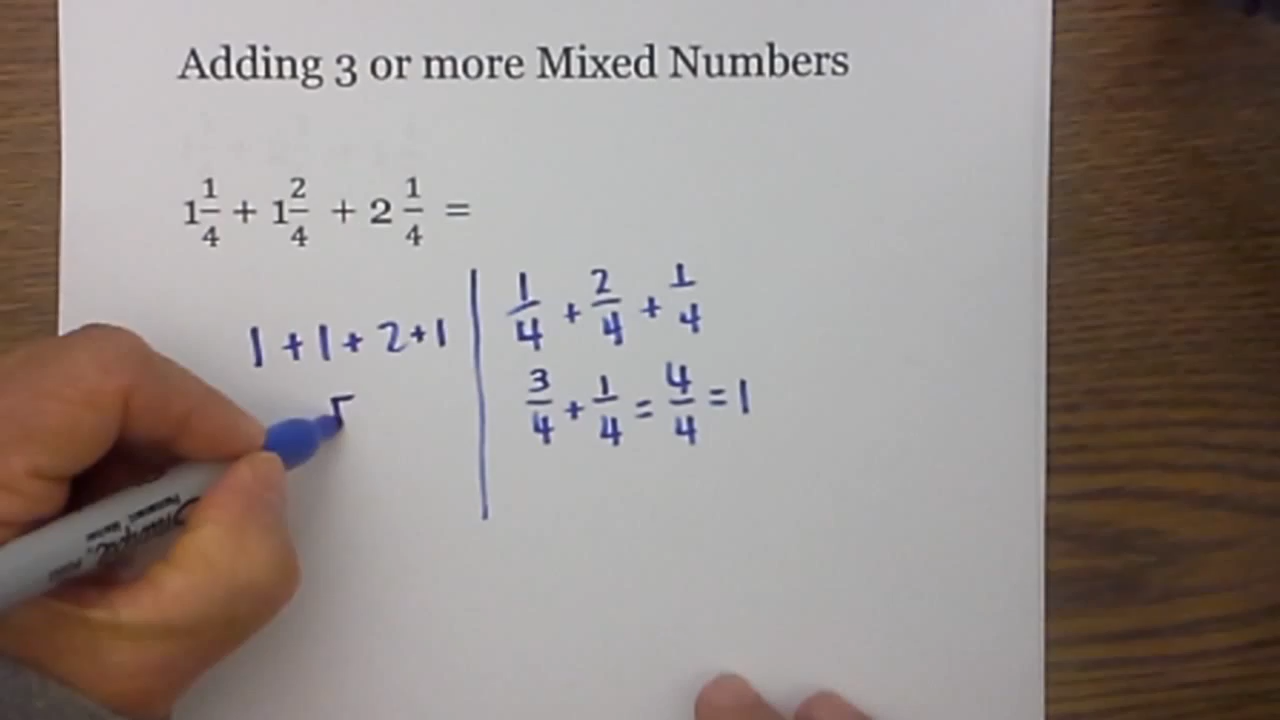 Adding 3 or more Mixed Numbers
1 1/4 + 1 2/4 + 2 1/4 =
1 + 1 + 2 + 1
5
1/4 + 2/4 + 1/4
3/4 + 1/4 = 4/4 = 1
Sharpie